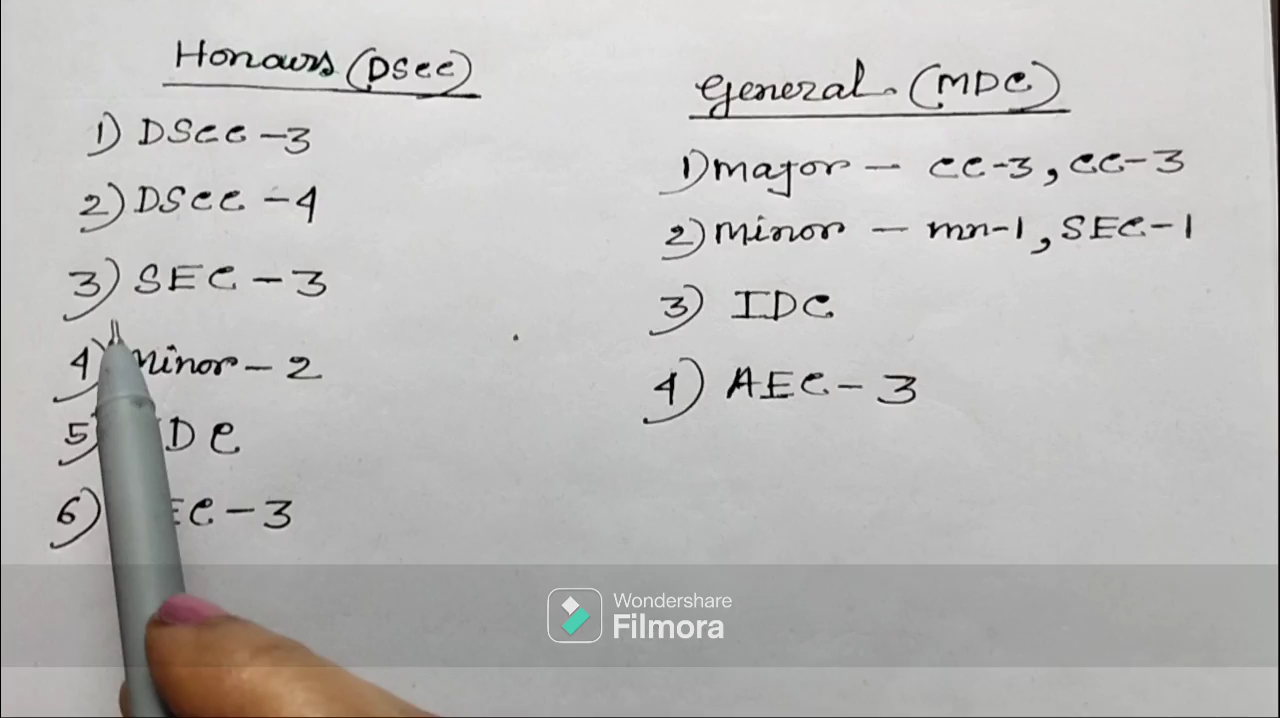 Honours (DSCC)
1) DSCC - 3
2) DSCC - 4
3) SEC - 3
4) Minor - 2
5) DC
6) EC - 3
General (MDC)
1) major - CC-3, CC-3
2) minor - mn-1, SEC-1
3) IDC
4) AEC - 3
Wondershare
Filmora